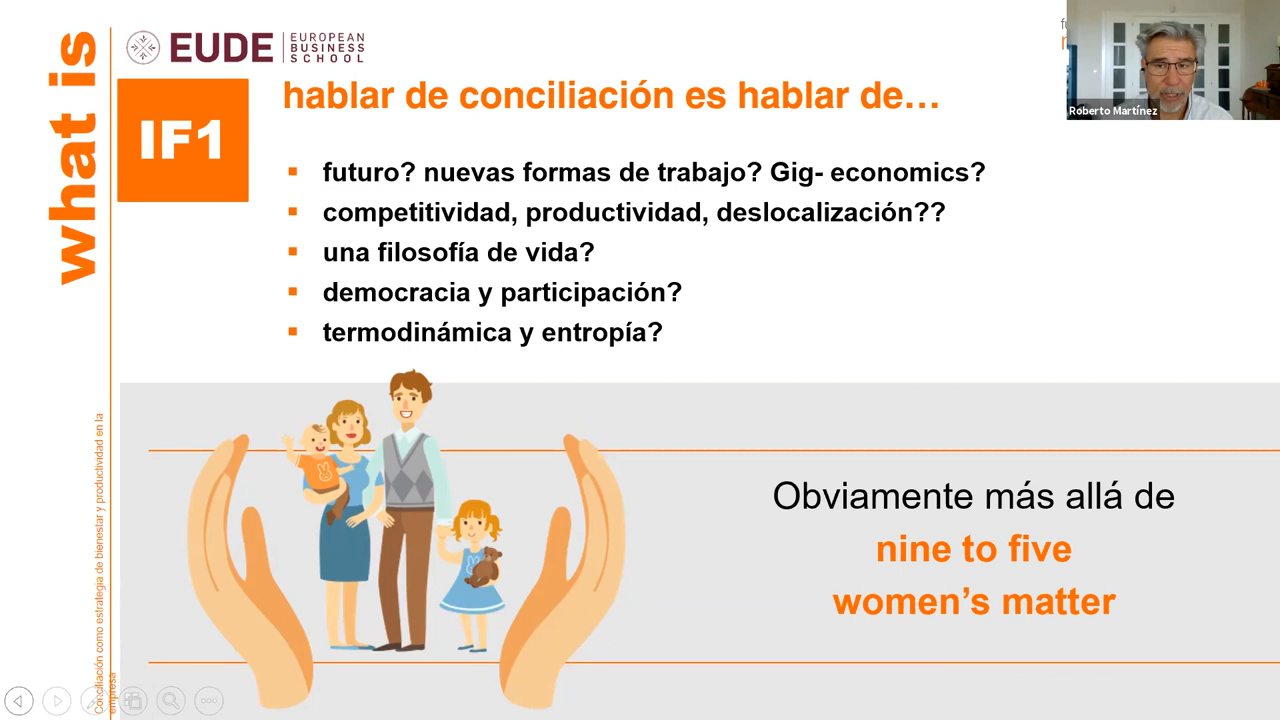 what is
EUDE
EUROPEAN
BUSINESS
SCHOOL
IF1
hablar de conciliación es hablar de…
futuro? nuevas formas de trabajo? Gig- economics?
competitividad, productividad, deslocalización??
una filosofía de vida?
democracia y participación?
termodinámica y entropía?
Roberto Martínez
Obviamente más allá de
nine to five
women's matter
Conciliación como estrategia de bienestar y productividad en la
empresa